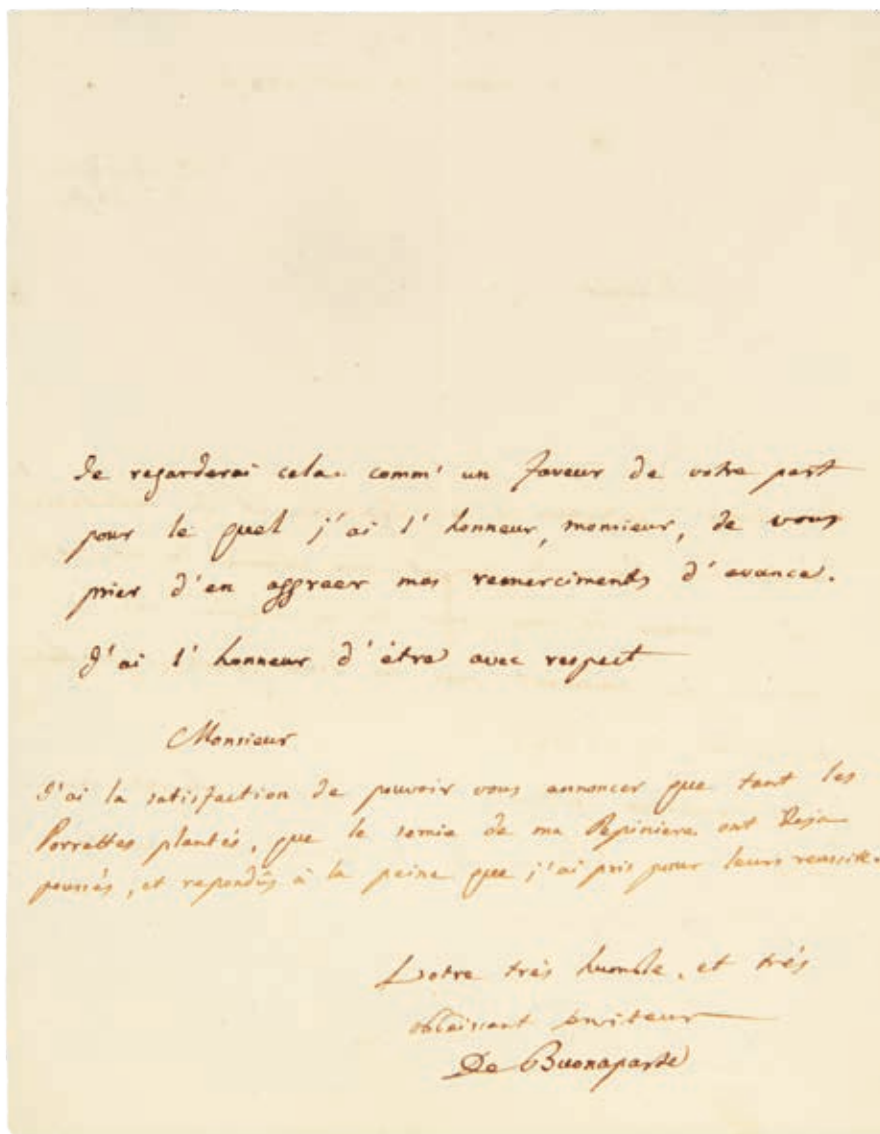 Je regarderai cela comm' un faveur de votre part
pour le quel j'ai l'honneur, monsieur, de vous
prier d'en aggreer mes remerciments d'avance.
J'ai l'honneur d'être avec respect
Monsieur
J'ai la satisfaction de pouvoir vous annoncer que tant les
Porrettes plantés, que le semie de ma Pepiniere ont Deja
poussés, et repondûs à la peine que j'ai pris pour leurs reussite.
Votre très humble, et très
obbaissant serviteur
De Buonaparte